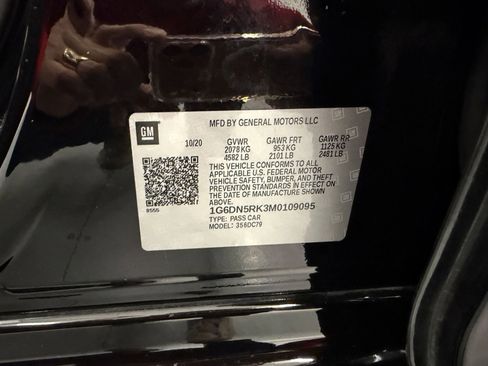 GM
MFD BY GENERAL MOTORS LLC
10/20 GVWR GAWR FRT GAWR RR
2078 KG 953 KG 1125 KG
4582 LB 2101 LB 2481 LB
THIS VEHICLE CONFORMS TO ALL
APPLICABLE U.S. FEDERAL MOTOR
VEHICLE SAFETY, BUMPER, AND THEFT
PREVENTION STANDARDS IN EFFECT ON
THE DATE OF MANUFACTURE SHOWN
ABOVE.
1G6DN5RK3M0109095
TYPE: PASS CAR
MODEL: 356DC79